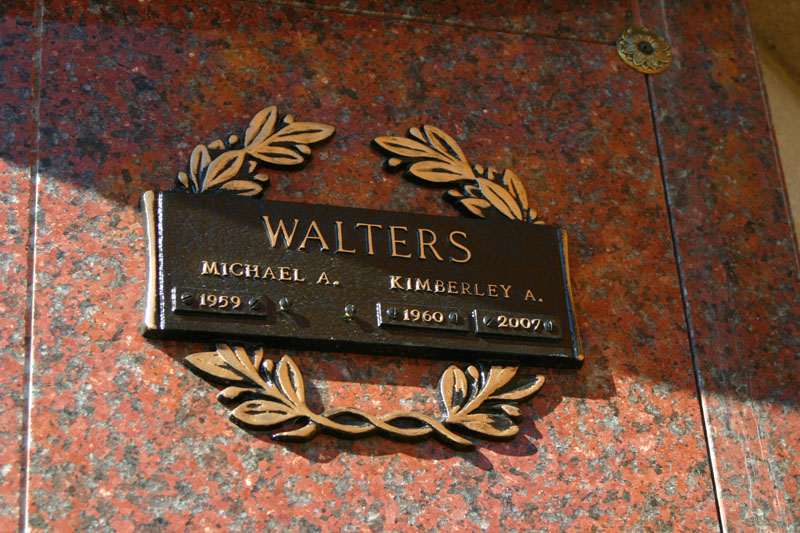 WALTERS
MICHAEL A. KIMBERLEY A.
1959 1960 2007